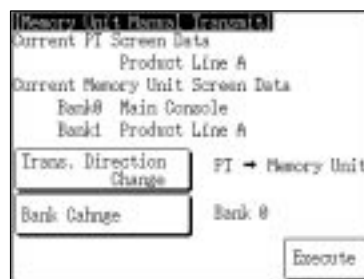 [Memory Unit Manual Transmit]
Current PT Screen Data
Product Line A
Current Memory Unit Screen Data
Bank0 Main Console
Bank1 Product Line A
Trans. Direction
Change
PT → Memory Unit
Bank Cahnge
Bank 0
Execute